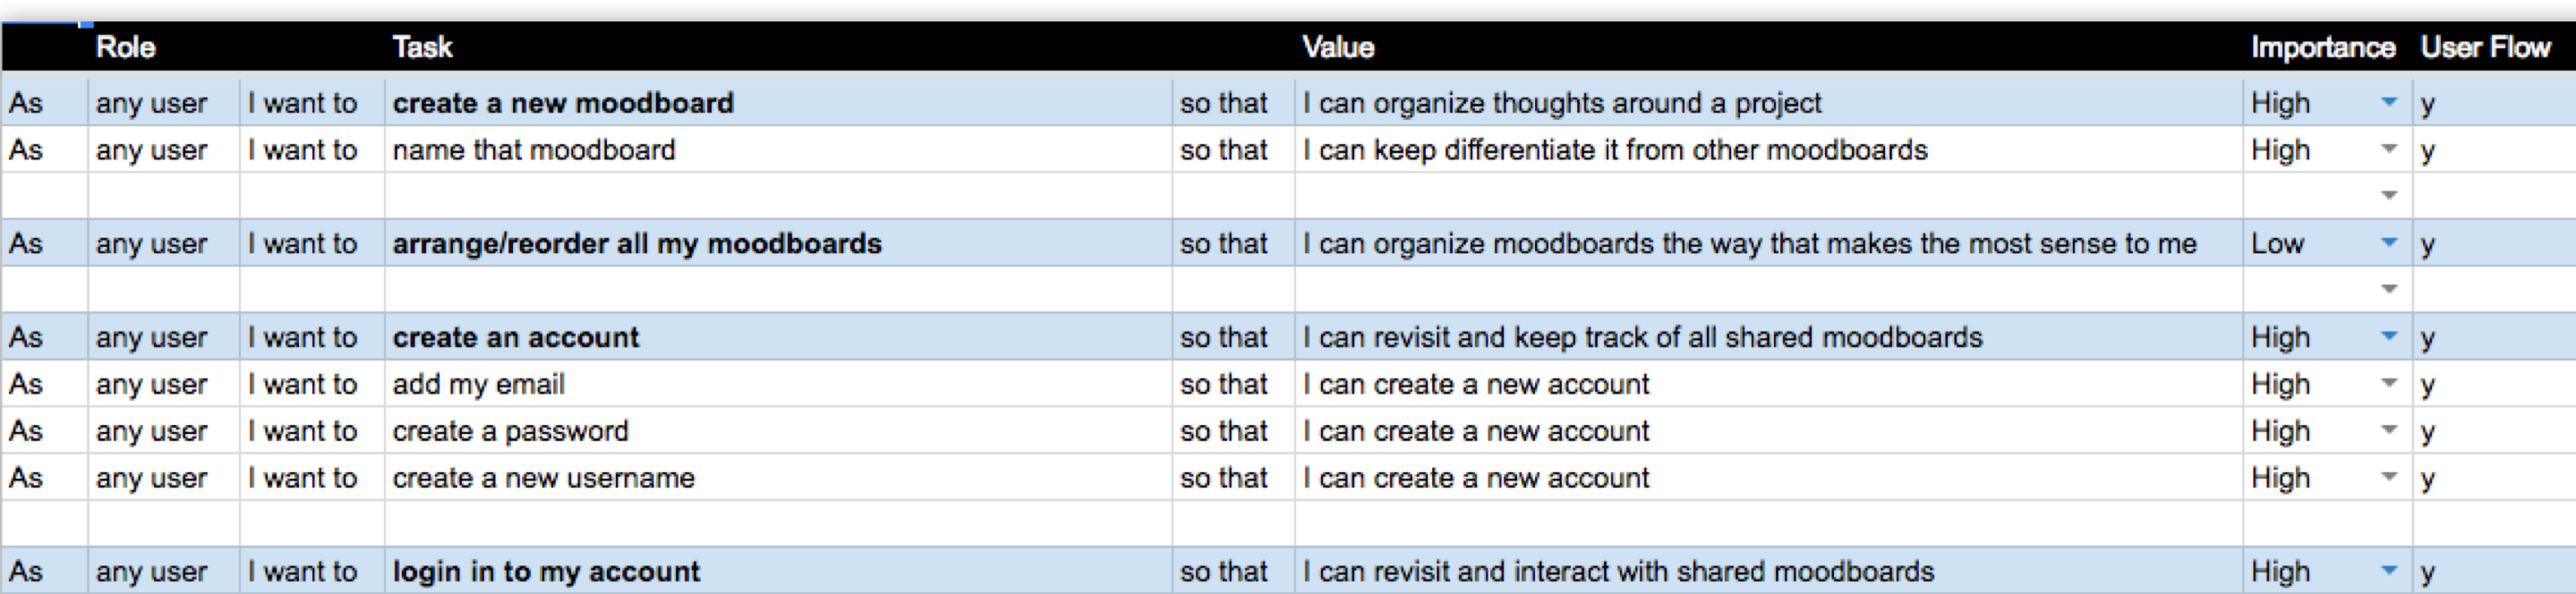 Role Task Value Importance User Flow
As any user I want to create a new moodboard so that I can organize thoughts around a project High y
As any user I want to name that moodboard so that I can keep differentiate it from other moodboards High y
As any user I want to arrange/reorder all my moodboards so that I can organize moodboards the way that makes the most sense to me Low y
As any user I want to create an account so that I can revisit and keep track of all shared moodboards High y
As any user I want to add my email so that I can create a new account High y
As any user I want to create a password so that I can create a new account High y
As any user I want to create a new username so that I can create a new account High y
As any user I want to login in to my account so that I can revisit and interact with shared moodboards High y